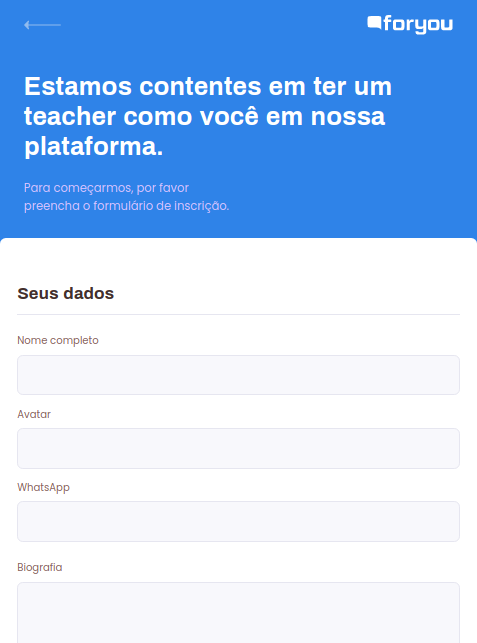 foryou
Estamos contentes em ter um
teacher como você em nossa
plataforma.
Para começarmos, por favor
preencha o formulário de inscrição.
Seus dados
Nome completo
Avatar
WhatsApp
Biografia